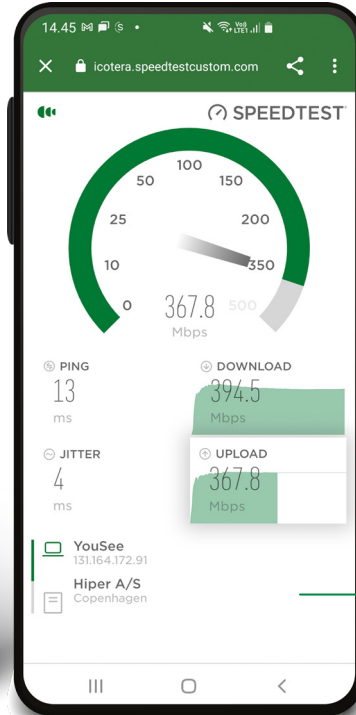 14.45
Vo))
LTE1
icotera.speedtestcustom.com
SPEEDTEST
100
50
150
25
200
10
350
0
367.8
500
Mbps
PING
DOWNLOAD
13
394.5
ms
Mbps
JITTER
UPLOAD
4
367.8
ms
Mbps
YouSee
131.164.172.91
Hiper A/S
Copenhagen